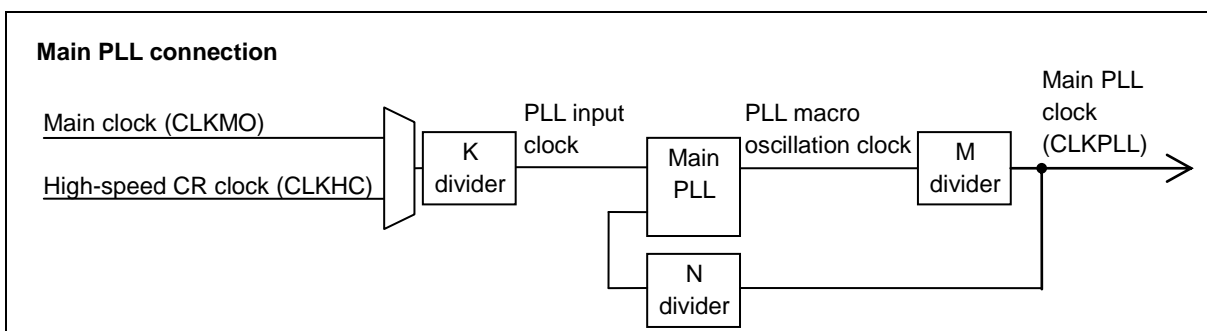 Main PLL connection
Main clock (CLKMO)
High-speed CR clock (CLKHC)
K
divider
PLL input
clock
Main
PLL
PLL macro
oscillation clock
M
divider
Main PLL
clock
(CLKPLL)
N
divider